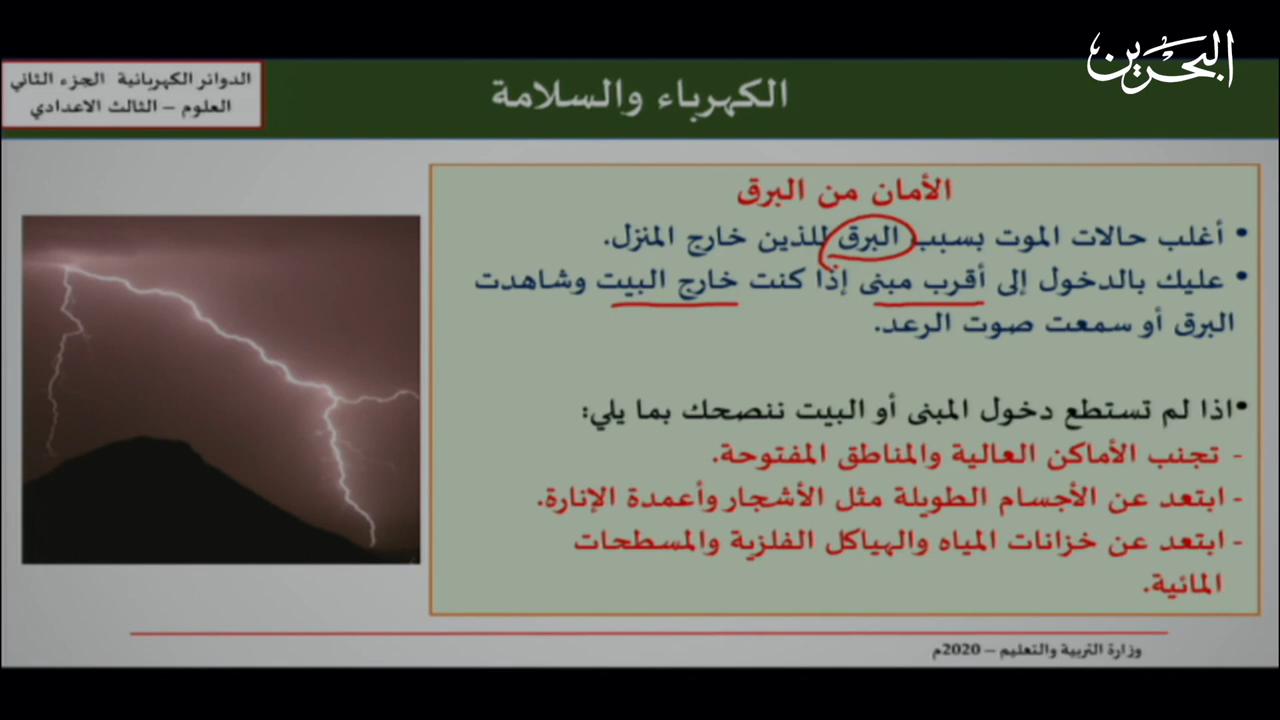 البحرين
الدوائر الكهربائية الجزء الثاني
العلوم – الثالث الاعدادي
الكهرباء والسلامة
الأمان من البرق
• أغلب حالات الموت بسبب البرق للذين خارج المنزل.
• عليك بالدخول إلى أقرب مبنى إذا كنت خارج البيت وشاهدت
البرق أو سمعت صوت الرعد.
•اذا لم تستطع دخول المبنى أو البيت ننصحك بما يلي:
- تجنب الأماكن العالية والمناطق المفتوحة.
- ابتعد عن الأجسام الطويلة مثل الأشجار وأعمدة الإنارة.
- ابتعد عن خزانات المياه والهياكل الفلزية والمسطحات
المائية.
وزارة التربية والتعليم – 2020م